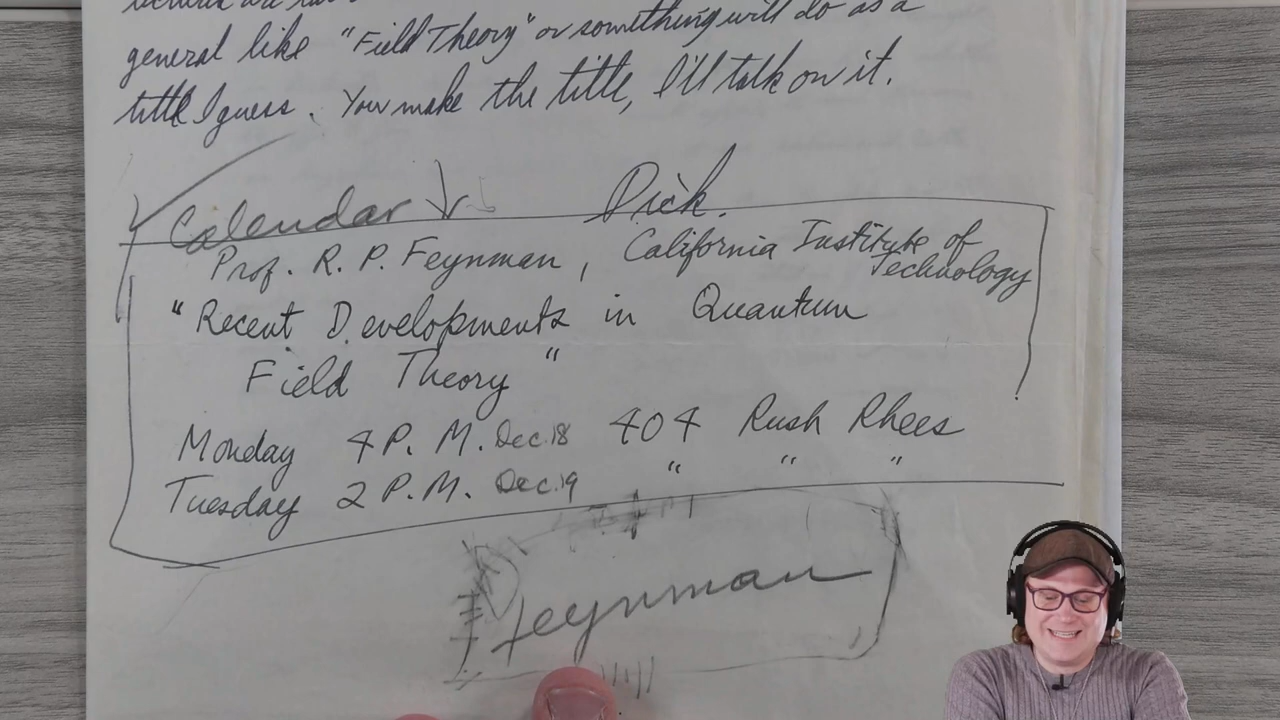 general like "Field Theory" or something will do as a
title I guess. You make the title, I'll talk on it.
Calendar
Dick.
Prof. R. P. Feynman, California Institute of Technology
"Recent Developments in Quantum
Field Theory"
Monday 4 P. M. Dec. 18 404 Rush Rhees
Tuesday 2 P. M. Dec. 19 " " "
Feynman